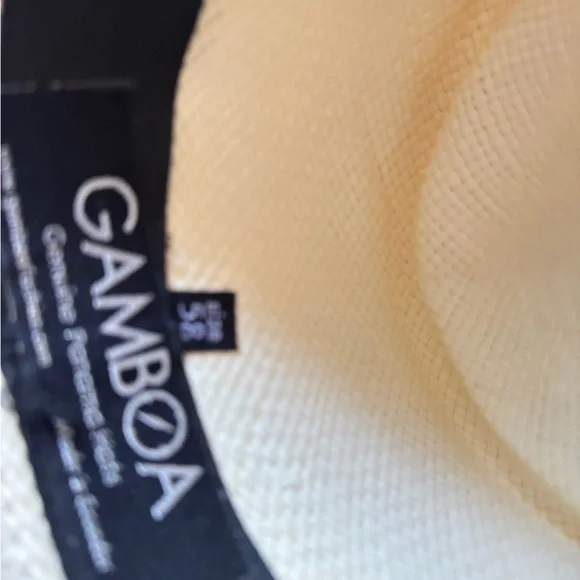 GAMBOA
Genuine Panama Hats
Made in Ecuador
size
58